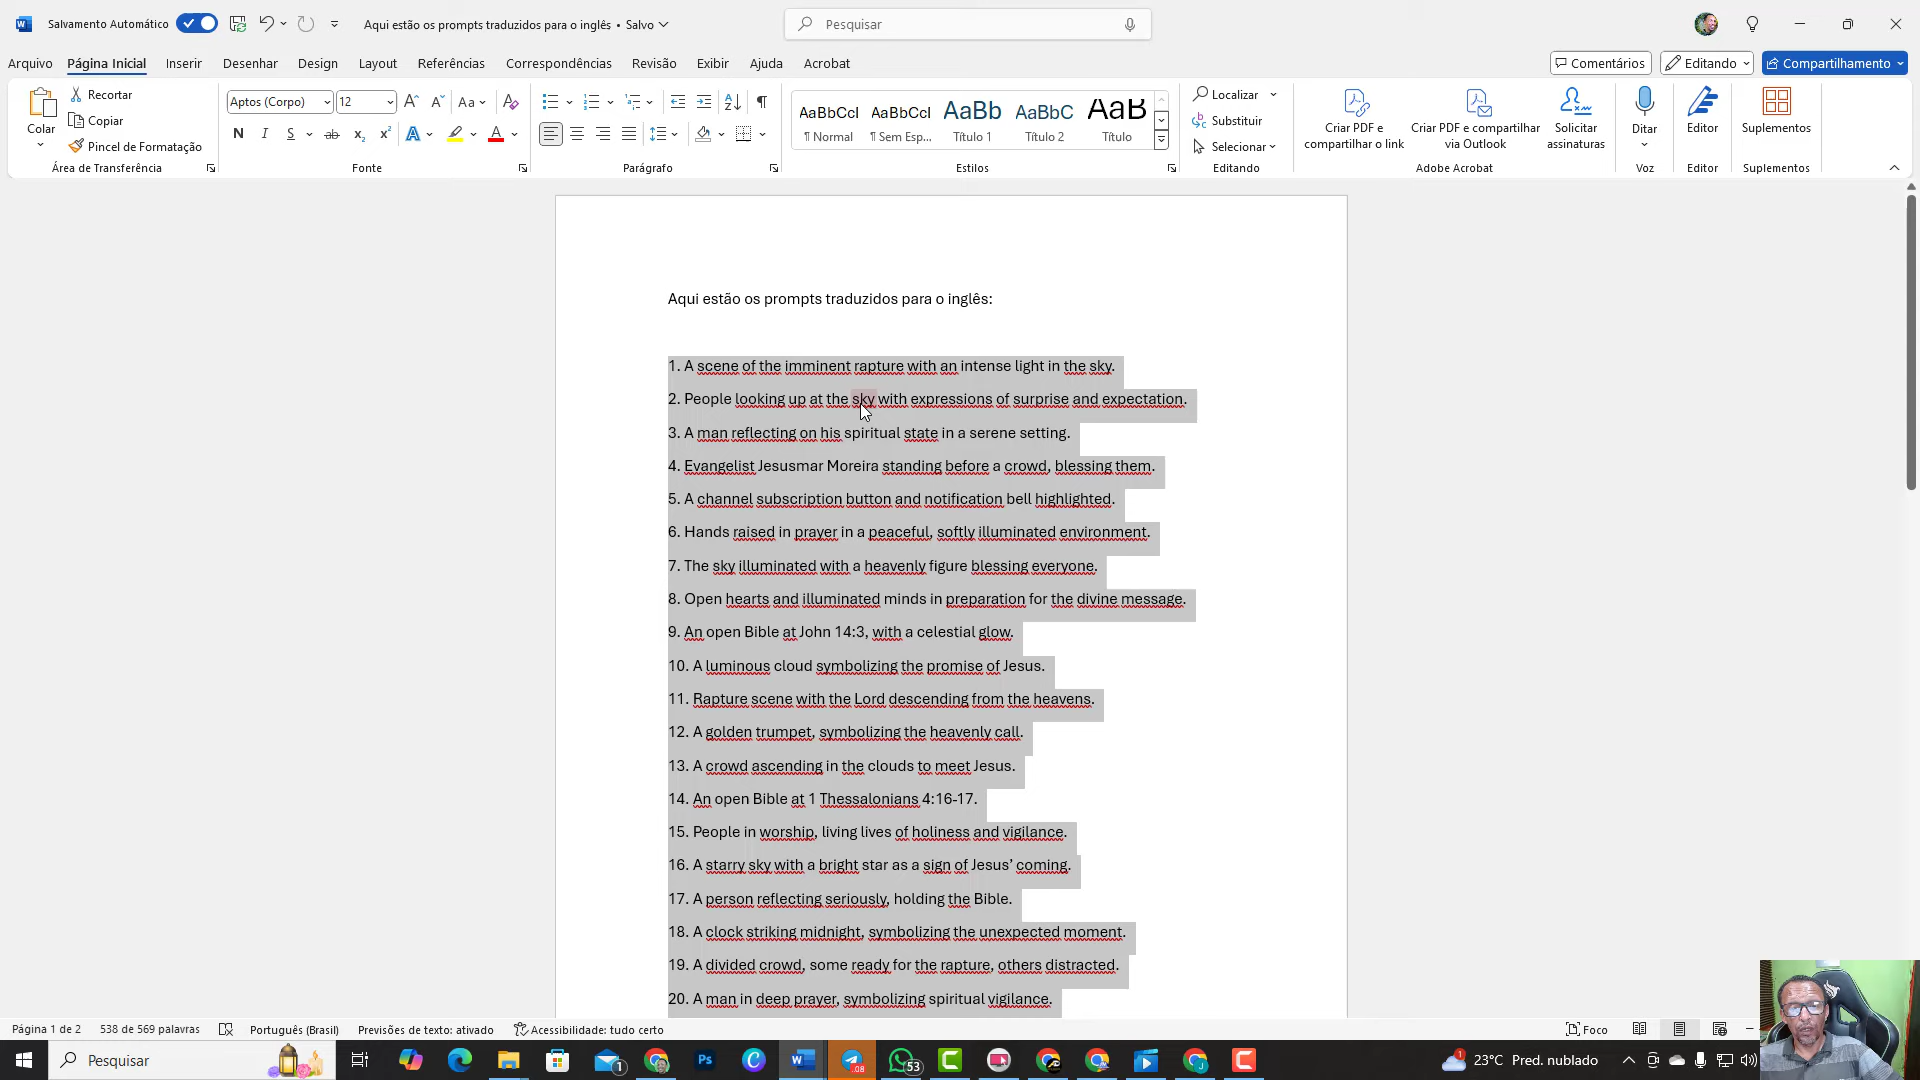 Salvamento Automático
Aqui estão os prompts traduzidos para o inglês • Salvo
Pesquisar
Arquivo
Página Inicial
Inserir
Desenhar
Design
Layout
Referências
Correspondências
Revisão
Exibir
Ajuda
Acrobat
Comentários
Editando
Compartilhamento
Colar
Recortar
Copiar
Pincel de Formatação
Área de Transferência
Aptos (Corpo)
12
Aa
N I S ab x₂ x² A A
Fonte
Parágrafo
AaBbCcI
¶ Normal
AaBbCcI
¶ Sem Esp...
AaBb
Título 1
AaBbC
Título 2
AaB
Título
Estilos
Localizar
Substituir
Selecionar
Editando
Criar PDF e
compartilhar o link
Criar PDF e compartilhar
via Outlook
Solicitar
assinaturas
Adobe Acrobat
Ditar
Voz
Editor
Editor
Suplementos
Suplementos
Aqui estão os prompts traduzidos para o inglês:
1. A scene of the imminent rapture with an intense light in the sky.
2. People looking up at the sky with expressions of surprise and expectation.
3. A man reflecting on his spiritual state in a serene setting.
4. Evangelist Jesusmar Moreira standing before a crowd, blessing them.
5. A channel subscription button and notification bell highlighted.
6. Hands raised in prayer in a peaceful, softly illuminated environment.
7. The sky illuminated with a heavenly figure blessing everyone.
8. Open hearts and illuminated minds in preparation for the divine message.
9. An open Bible at John 14:3, with a celestial glow.
10. A luminous cloud symbolizing the promise of Jesus.
11. Rapture scene with the Lord descending from the heavens.
12. A golden trumpet, symbolizing the heavenly call.
13. A crowd ascending in the clouds to meet Jesus.
14. An open Bible at 1 Thessalonians 4:16-17.
15. People in worship, living lives of holiness and vigilance.
16. A starry sky with a bright star as a sign of Jesus’ coming.
17. A person reflecting seriously, holding the Bible.
18. A clock striking midnight, symbolizing the unexpected moment.
19. A divided crowd, some ready for the rapture, others distracted.
20. A man in deep prayer, symbolizing spiritual vigilance.
Página 1 de 2
538 de 569 palavras
Português (Brasil)
Previsões de texto: ativado
Acessibilidade: tudo certo
Foco
Pesquisar
1
Ps
53
1
23°C Pred. nublado